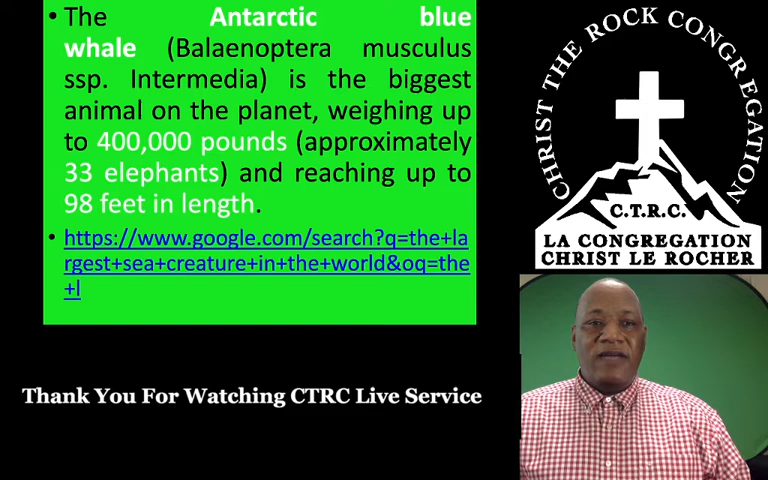 • The Antarctic blue
whale (Balaenoptera musculus
ssp. Intermedia) is the biggest
animal on the planet, weighing up
to 400,000 pounds (approximately
33 elephants) and reaching up to
98 feet in length.
• https://www.google.com/search?q=the+la
rgest+sea+creature+in+the+world&oq=the
+l
CHRIST THE ROCK CONGREGATION
C.T.R.C.
LA CONGREGATION
CHRIST LE ROCHER
Thank You For Watching CTRC Live Service